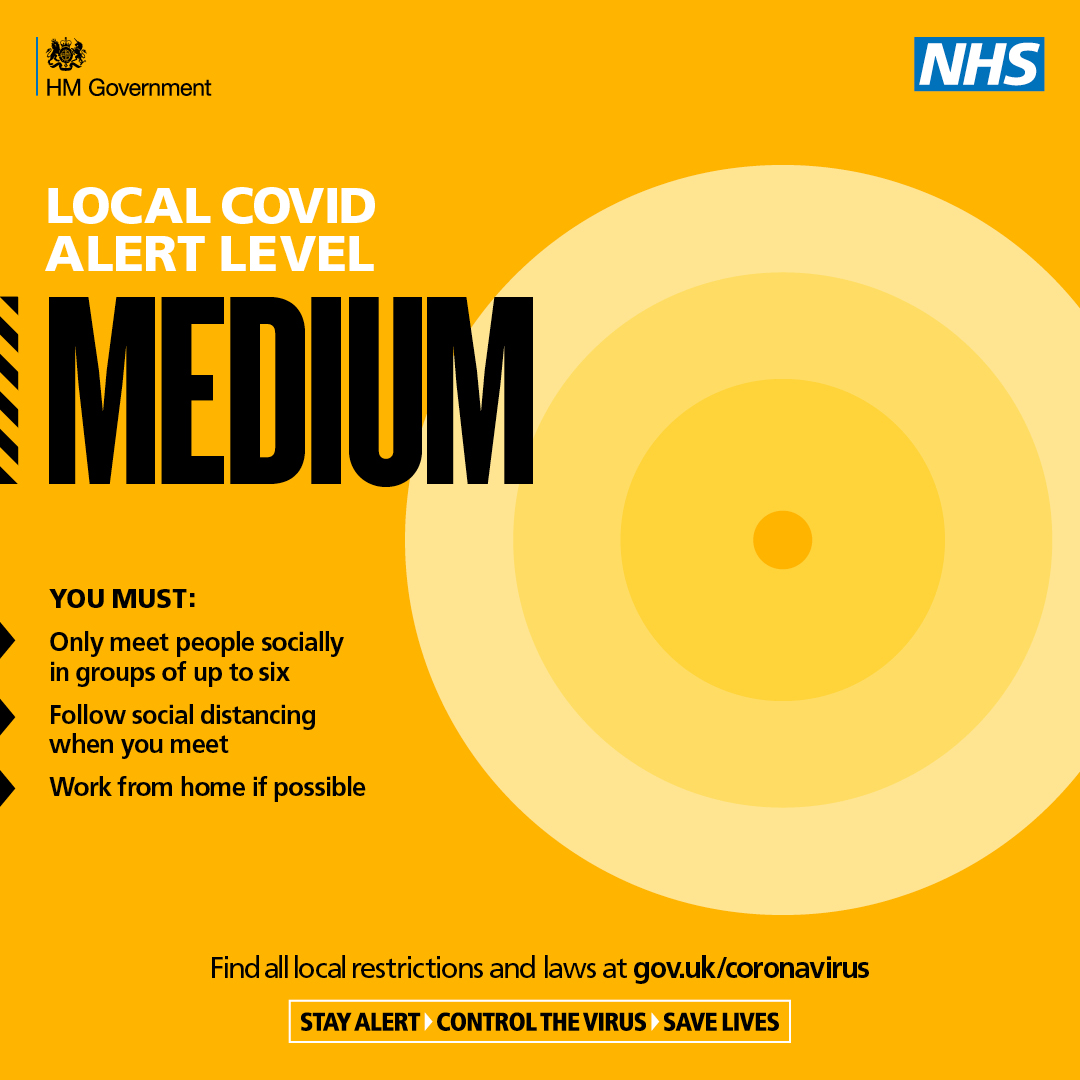 HM Government
NHS
LOCAL COVID
ALERT LEVEL
MEDIUM
YOU MUST:
Only meet people socially
in groups of up to six
Follow social distancing
when you meet
Work from home if possible
Find all local restrictions and laws at gov.uk/coronavirus
STAY ALERT CONTROL THE VIRUS SAVE LIVES